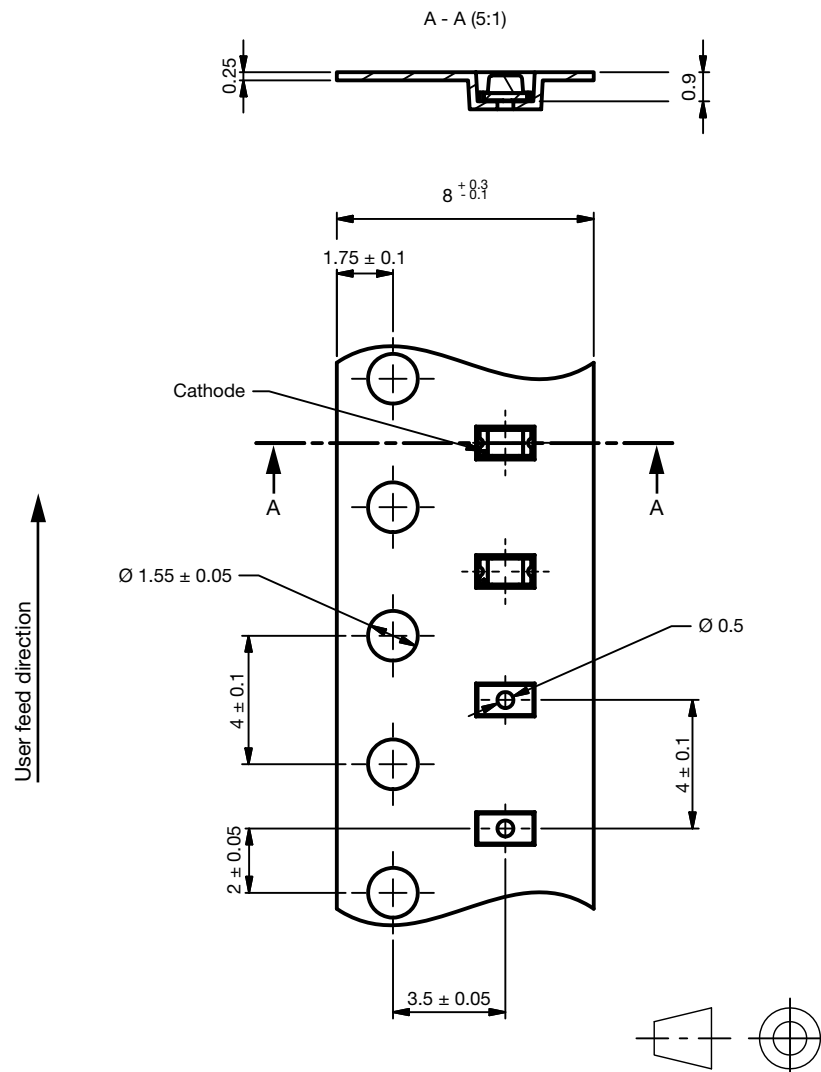 A - A (5:1)
0.25
0.9
8 + 0.3
- 0.1
1.75 ± 0.1
Cathode
A
A
Ø 1.55 ± 0.05
Ø 0.5
User feed direction
4 ± 0.1
4 ± 0.1
2 ± 0.05
3.5 ± 0.05